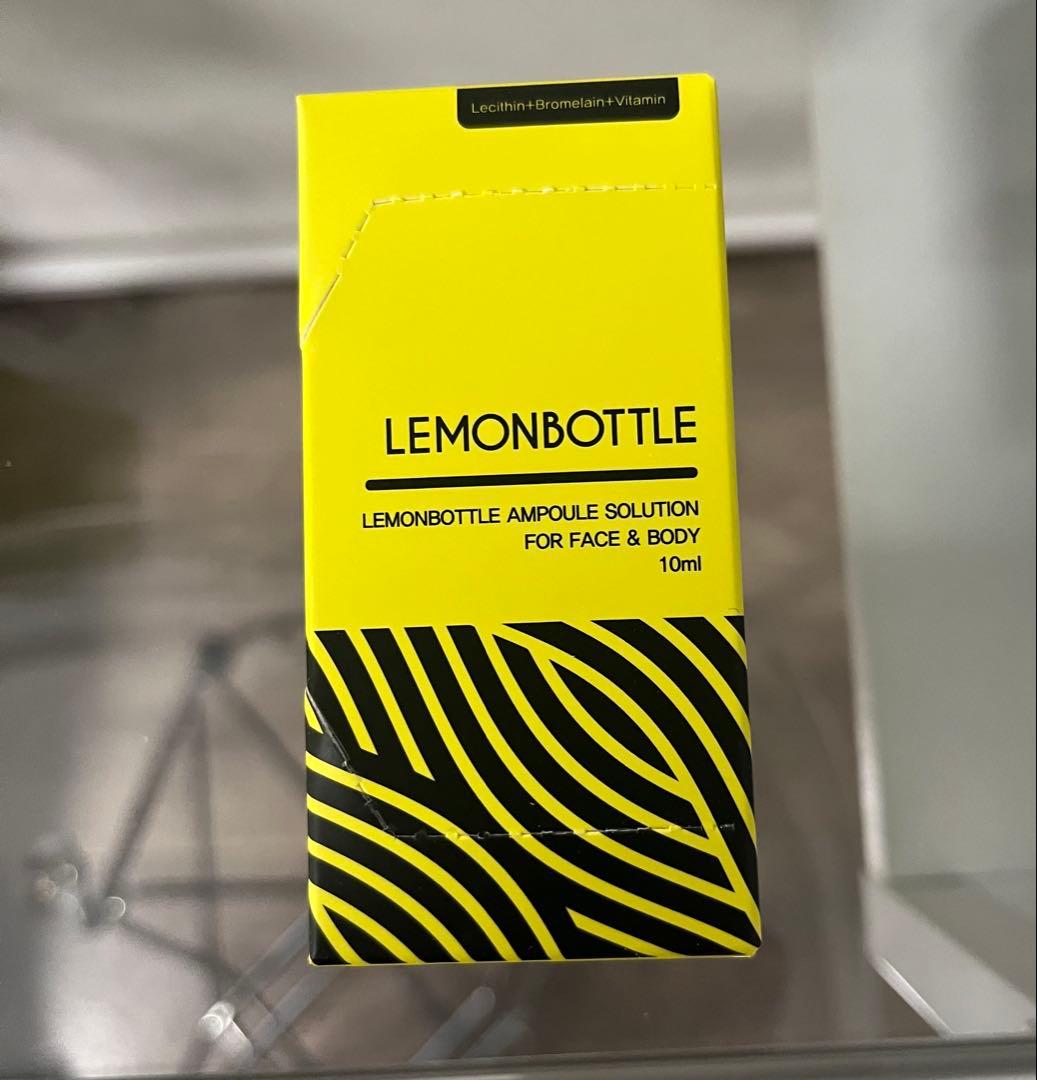 Lecithin+Bromelain+Vitamin
LEMONBOTTLE
LEMONBOTTLE AMPOULE SOLUTION
FOR FACE & BODY
10ml